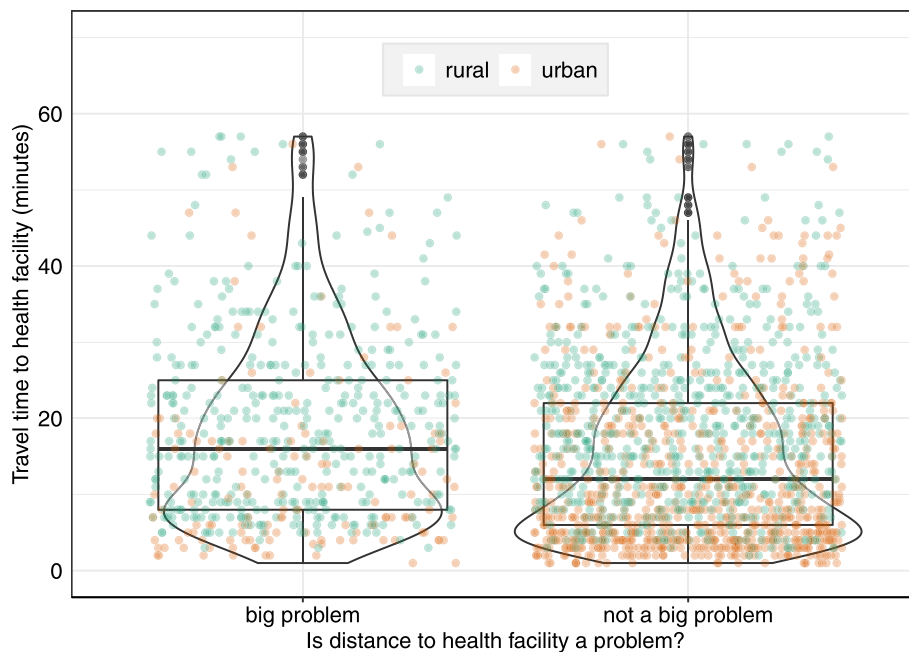 rural urban
Travel time to health facility (minutes)
60
40
20
0
big problem not a big problem
Is distance to health facility a problem?